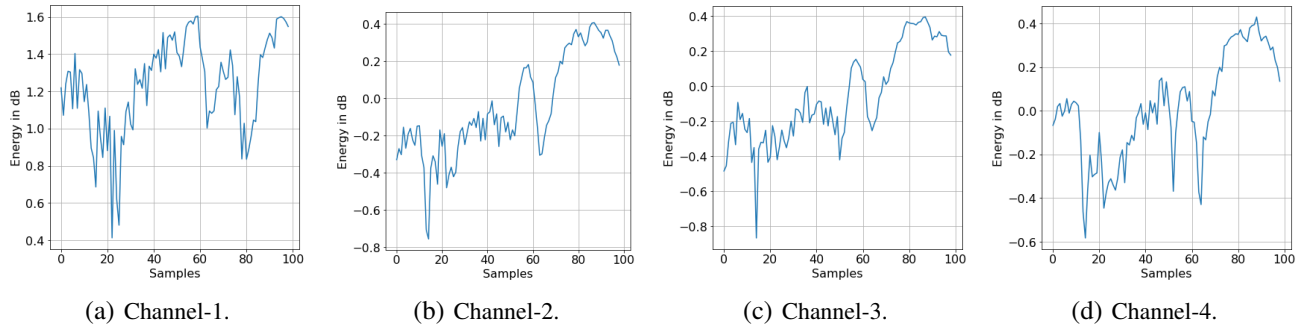 Energy in dB
1.6
1.4
1.2
1.0
0.8
0.6
0.4
0 20 40 60 80 100
Samples
(a) Channel-1.
Energy in dB
0.4
0.2
0.0
−0.2
−0.4
−0.6
−0.8
0 20 40 60 80 100
Samples
(b) Channel-2.
Energy in dB
0.4
0.2
0.0
−0.2
−0.4
−0.6
−0.8
0 20 40 60 80 100
Samples
(c) Channel-3.
Energy in dB
0.4
0.2
0.0
−0.2
−0.4
−0.6
0 20 40 60 80 100
Samples
(d) Channel-4.